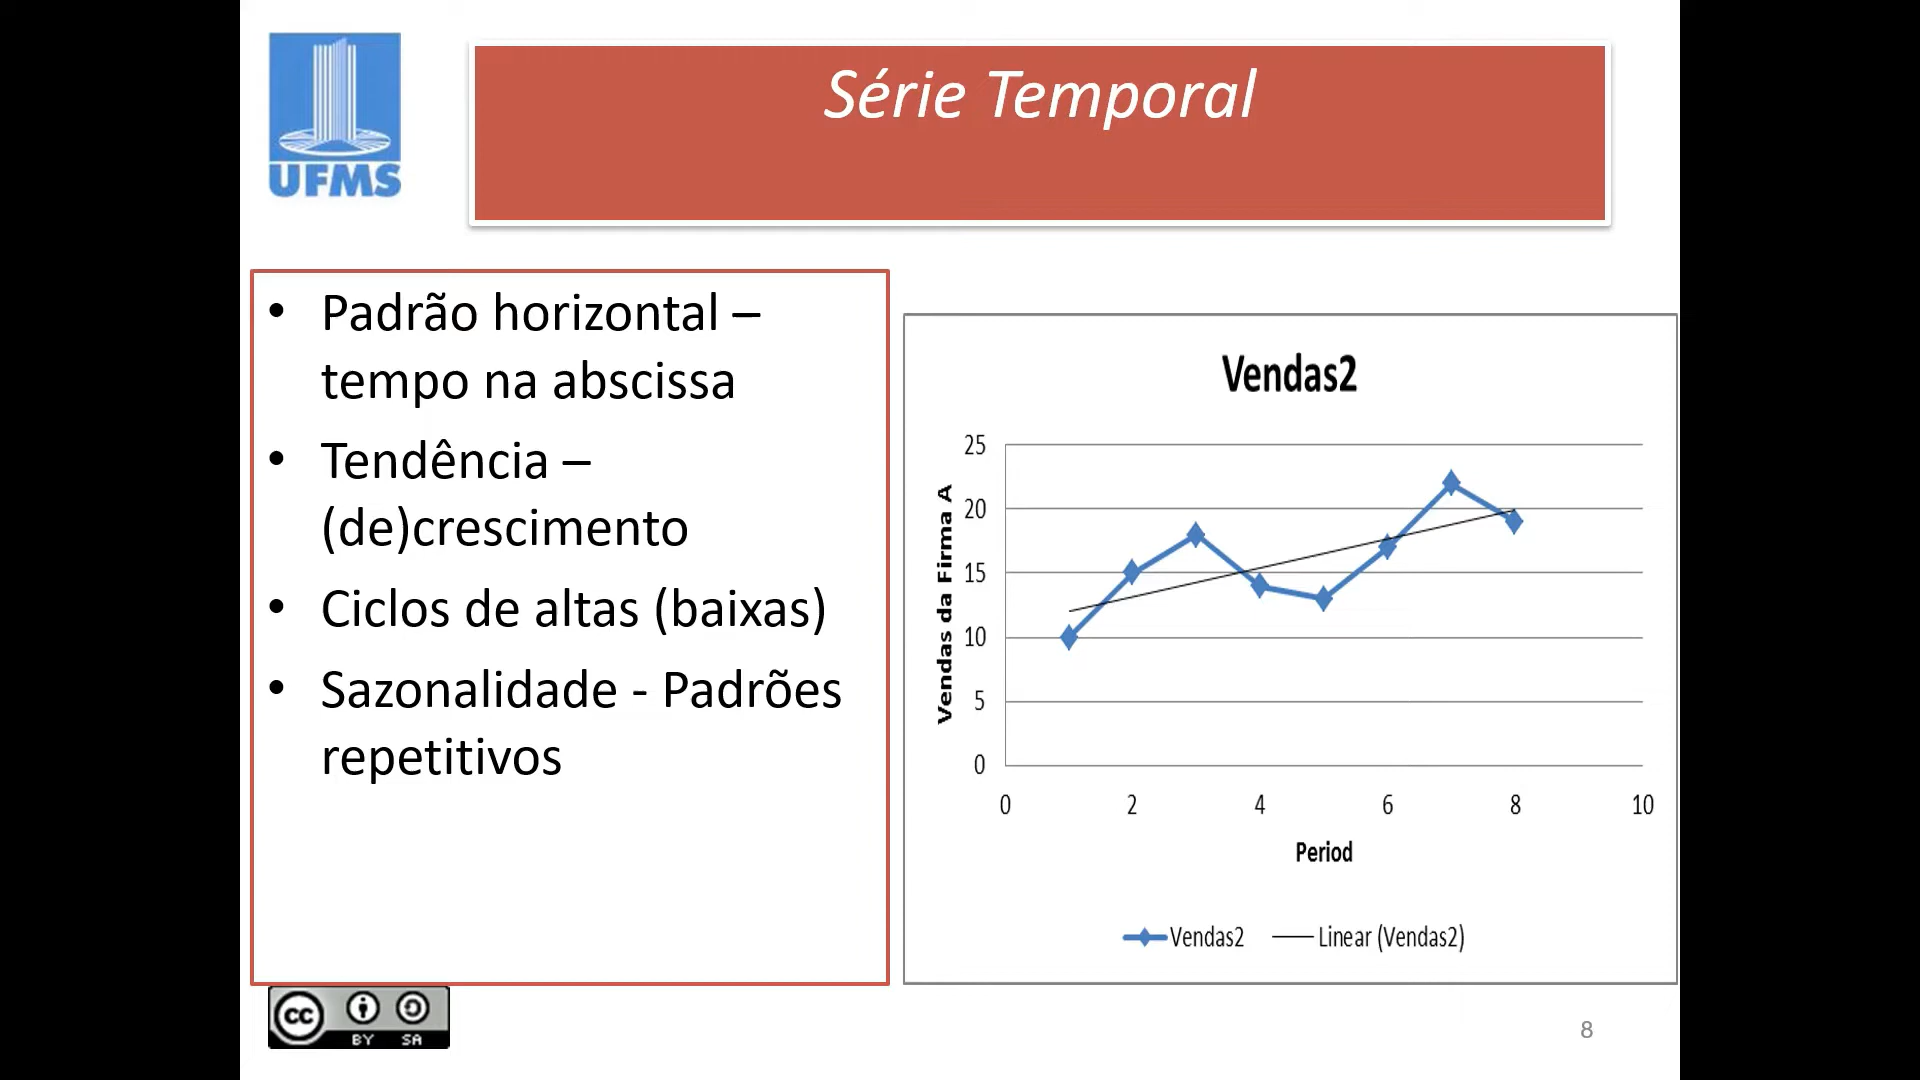 UFMS
Série Temporal
• Padrão horizontal –
tempo na abscissa
• Tendência –
(de)crescimento
• Ciclos de altas (baixas)
• Sazonalidade - Padrões
repetitivos
Vendas2
Vendas da Firma A
25
20
15
10
5
0
0 2 4 6 8 10
Period
Vendas2 Linear (Vendas2)
cc
BY SA
8